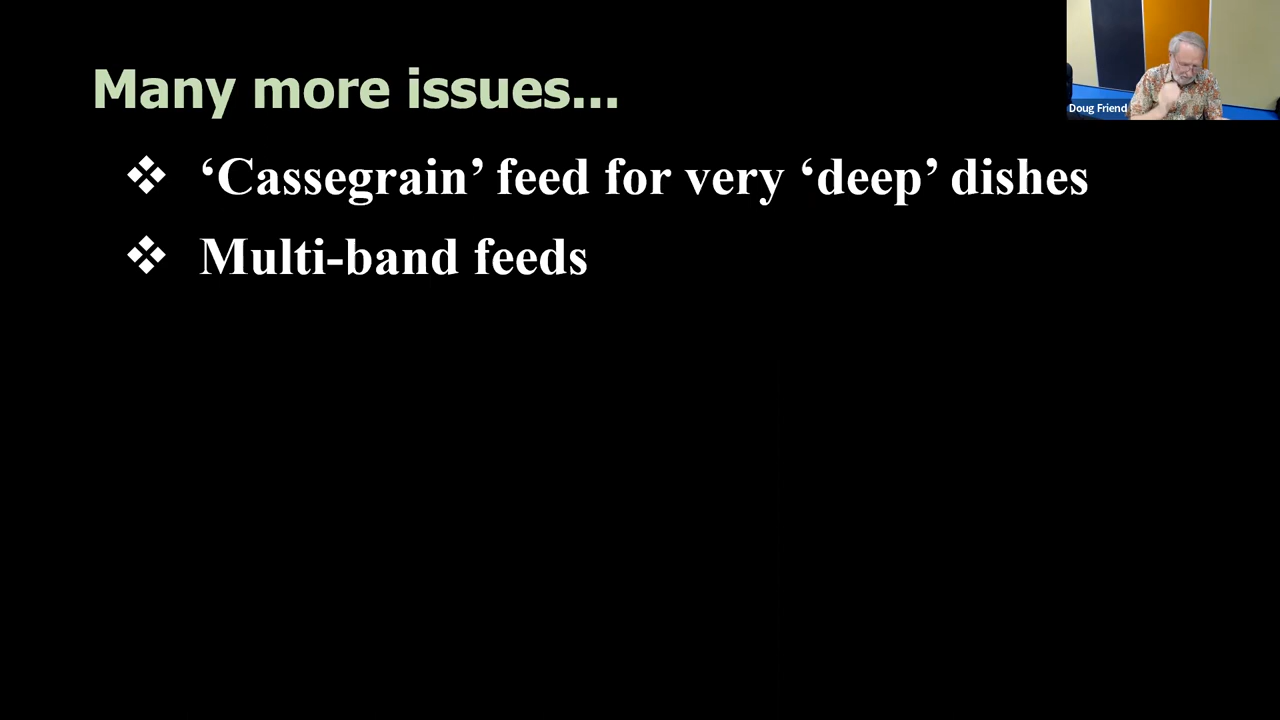 Many more issues...
Doug Friend
❖ ‘Cassegrain’ feed for very ‘deep’ dishes
❖ Multi-band feeds